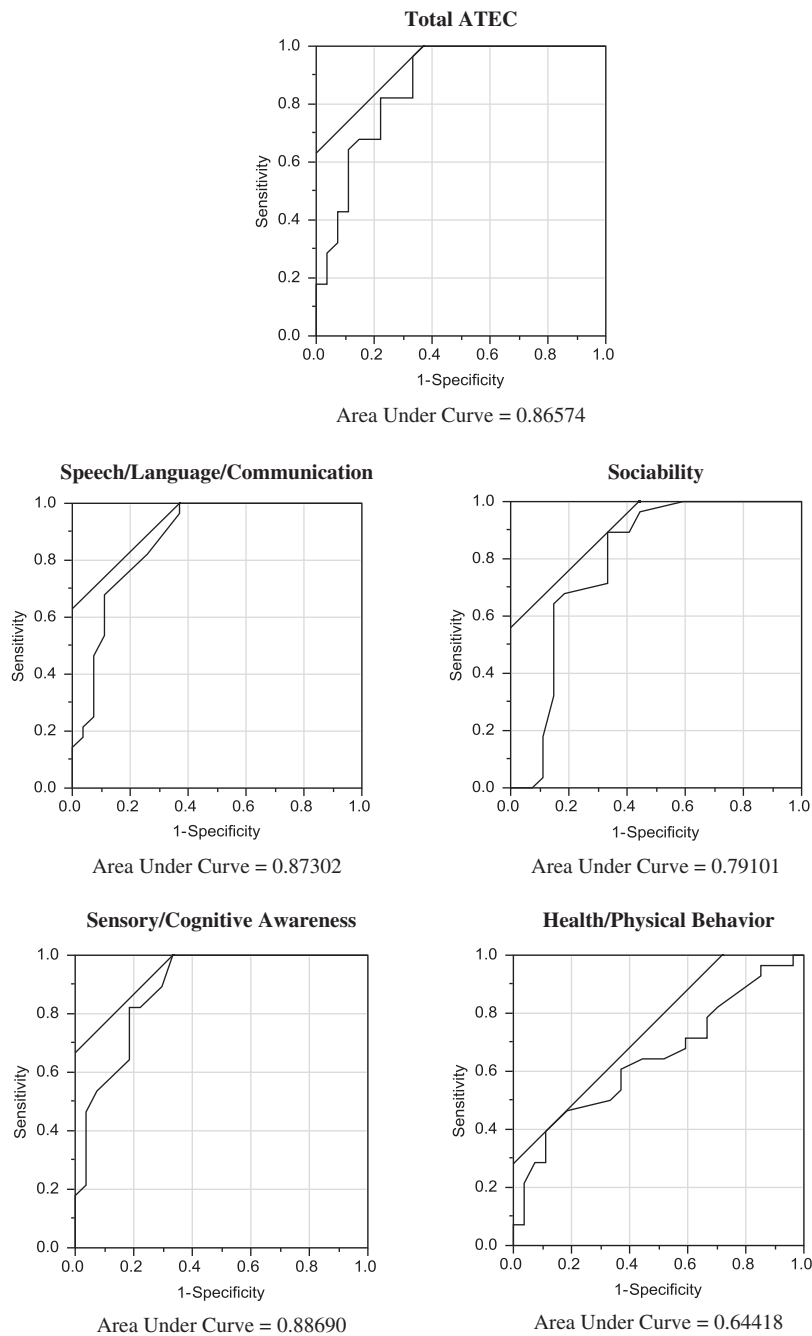 Total ATEC
1.0
0.8
0.6
0.4
0.2
0.0
Sensitivity
0.0 0.2 0.4 0.6 0.8 1.0
1-Specificity
Area Under Curve = 0.86574
Speech/Language/Communication
1.0
0.8
0.6
0.4
0.2
0.0
Sensitivity
0.0 0.2 0.4 0.6 0.8 1.0
1-Specificity
Area Under Curve = 0.87302
Sociability
1.0
0.8
0.6
0.4
0.2
0.0
Sensitivity
0.0 0.2 0.4 0.6 0.8 1.0
1-Specificity
Area Under Curve = 0.79101
Sensory/Cognitive Awareness
1.0
0.8
0.6
0.4
0.2
0.0
Sensitivity
0.0 0.2 0.4 0.6 0.8 1.0
1-Specificity
Area Under Curve = 0.88690
Health/Physical Behavior
1.0
0.8
0.6
0.4
0.2
0.0
Sensitivity
0.0 0.2 0.4 0.6 0.8 1.0
1-Specificity
Area Under Curve = 0.64418